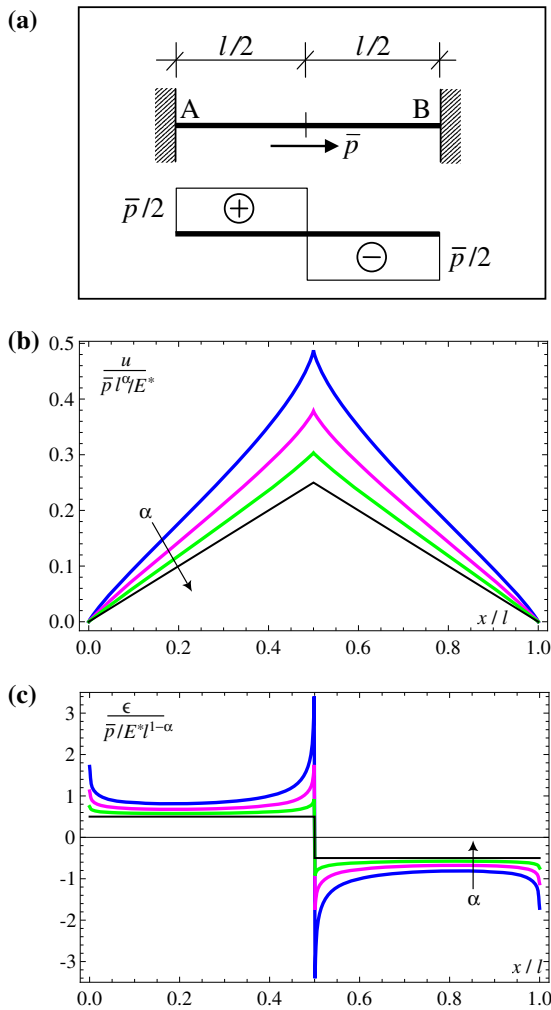 (a)
l/2 l/2
A B
p̅
p̅/2
+
−
p̅/2
(b)
0.5
u
p̅ l^α/E*
0.4
0.3
0.2
α
0.1
0.0
x / l
0.0 0.2 0.4 0.6 0.8 1.0
(c)
3
ϵ
p̅/E*l^{1−α}
2
1
0
-1
α
-2
-3
x / l
0.0 0.2 0.4 0.6 0.8 1.0